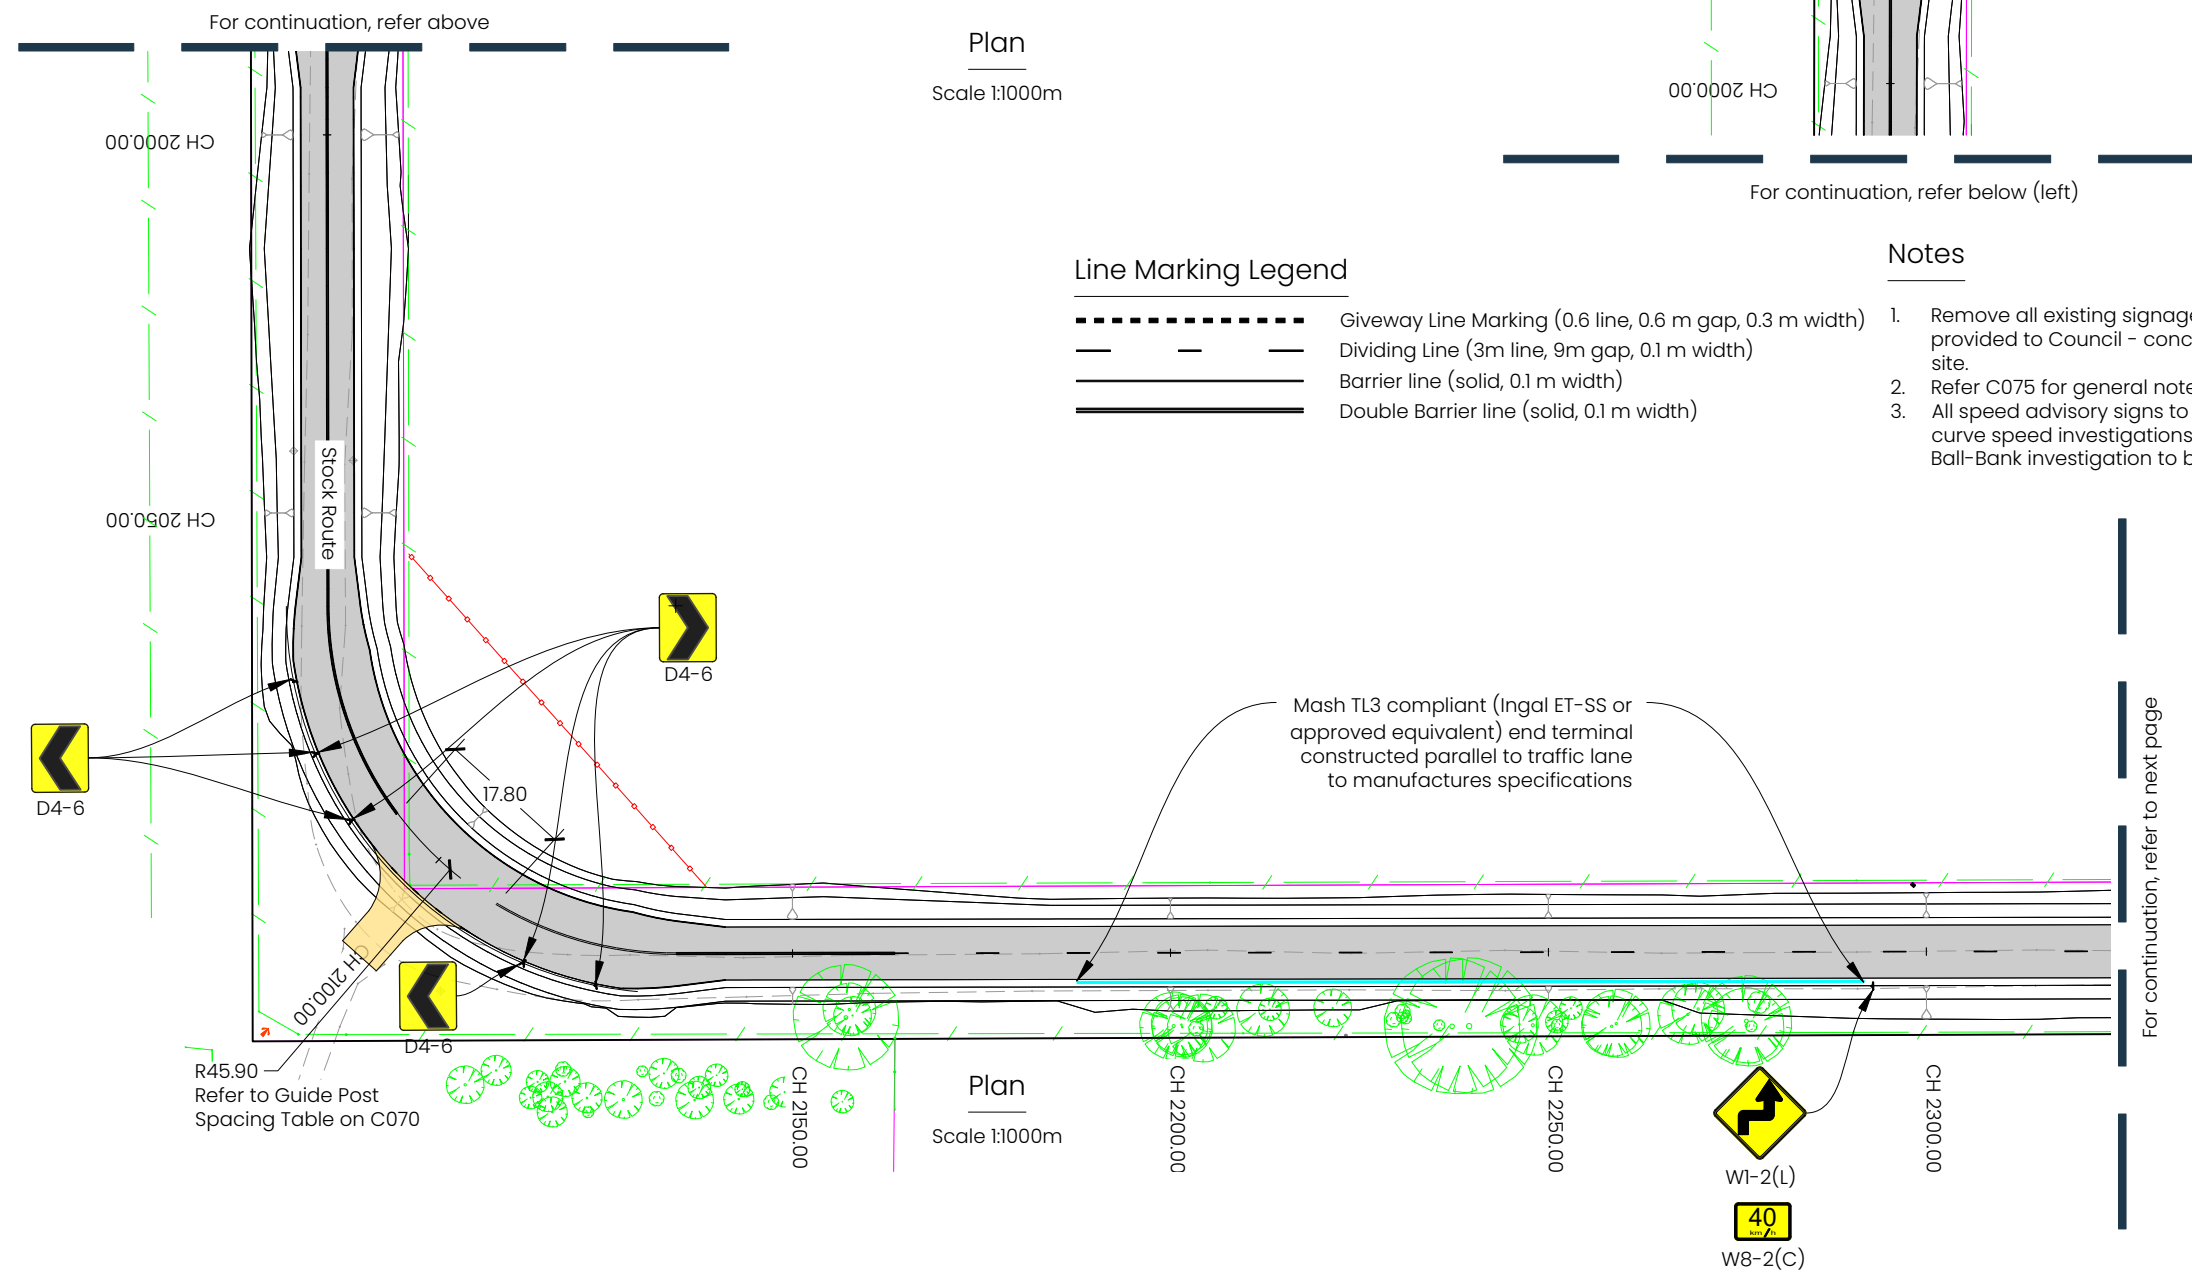 For continuation, refer above
Plan
Scale 1:1000m
CH 2000.00
CH 2000.00
For continuation, refer below (left)
Line Marking Legend
Giveway Line Marking (0.6 line, 0.6 m gap, 0.3 m width)
Dividing Line (3m line, 9m gap, 0.1 m width)
Barrier line (solid, 0.1 m width)
Double Barrier line (solid, 0.1 m width)
Notes
1. Remove all existing signage
provided to Council - conc
site.
2. Refer C075 for general note
3. All speed advisory signs to
curve speed investigations
Ball-Bank investigation to b
Stock Route
CH 2050.00
D4-6
D4-6
17.80
Mash TL3 compliant (Ingal ET-SS or
approved equivalent) end terminal
constructed parallel to traffic lane
to manufactures specifications
For continuation, refer to next page
CH 2100.00
D4-6
R45.90
Refer to Guide Post
Spacing Table on C070
CH 2150.00
Plan
Scale 1:1000m
CH 2200.00
CH 2250.00
CH 2300.00
W1-2(L)
40
km/h
W8-2(C)